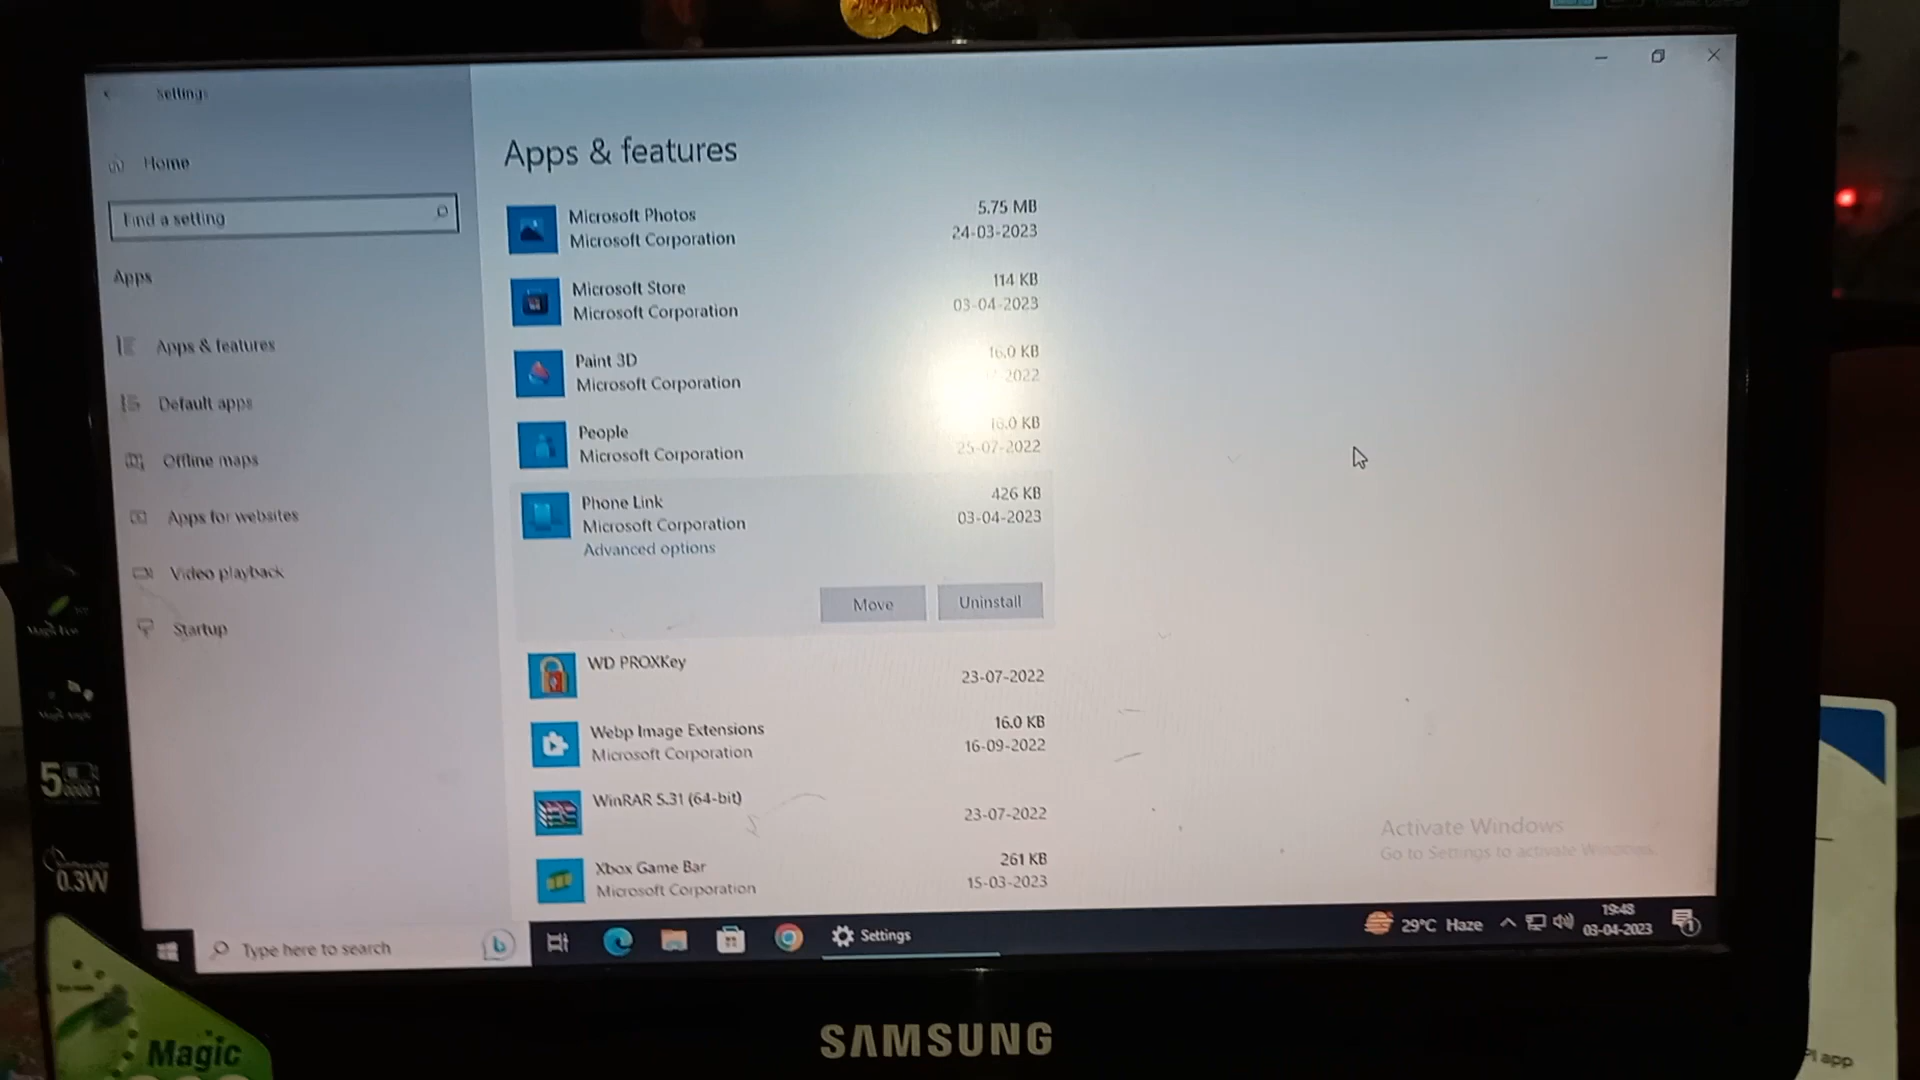 Settings
Home
Find a setting
Apps
Apps & features
Default apps
Offline maps
Apps for websites
Video playback
Startup
Apps & features
Microsoft Photos
Microsoft Corporation
5.75 MB
24-03-2023
Microsoft Store
Microsoft Corporation
114 KB
03-04-2023
Paint 3D
Microsoft Corporation
16.0 KB
2022
People
Microsoft Corporation
16.0 KB
25-07-2022
Phone Link
Microsoft Corporation
Advanced options
426 KB
03-04-2023
Move
Uninstall
WD PROXKey
23-07-2022
Webp Image Extensions
Microsoft Corporation
16.0 KB
16-09-2022
WinRAR 5.31 (64-bit)
23-07-2022
Xbox Game Bar
Microsoft Corporation
261 KB
15-03-2023
Activate Windows
Go to Settings to activate Windows.
Type here to search
Settings
29°C Haze
19:48
03-04-2023
1
0.3W
SAMSUNG
Magic
app